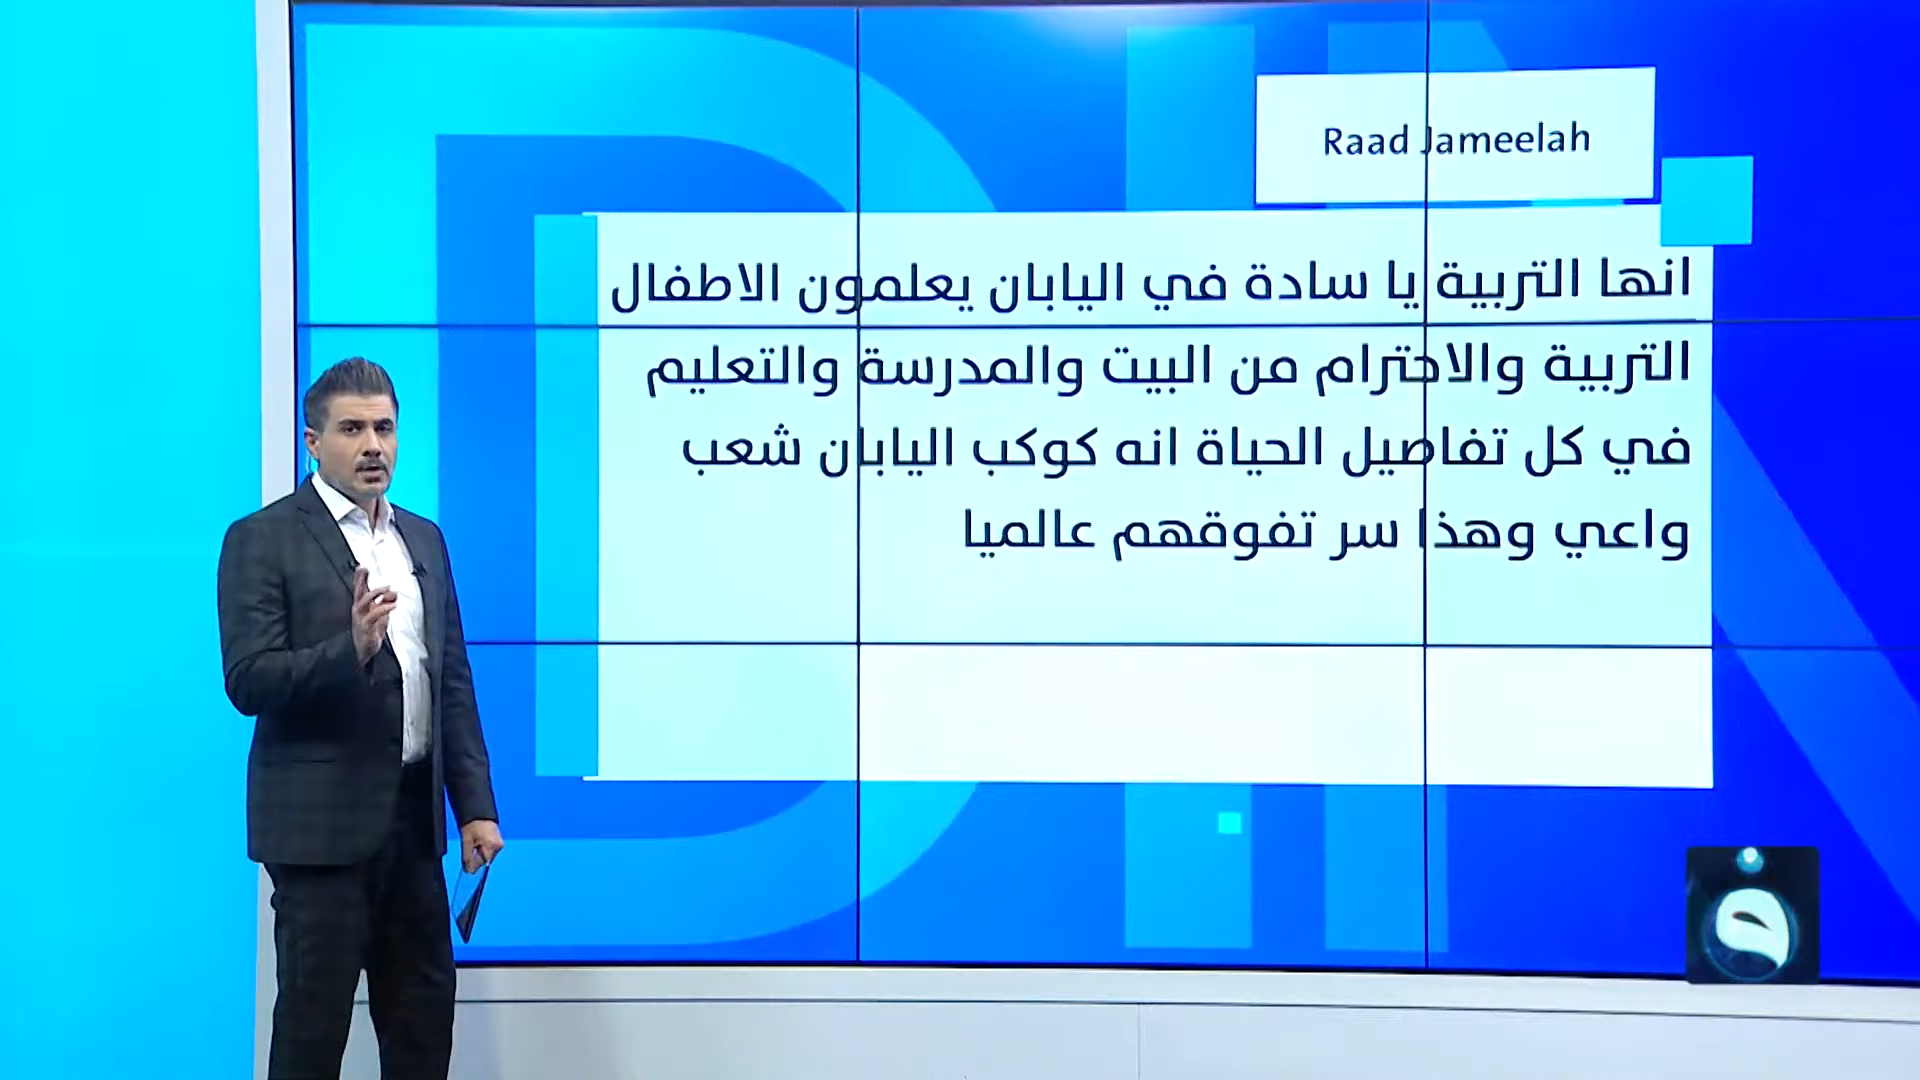 Raad Jameelah
انها التربية يا سادة في اليابان يعلمون الاطفال
التربية والاحترام من البيت والمدرسة والتعليم
في كل تفاصيل الحياة انه كوكب اليابان شعب
واعي وهذا سر تفوقهم عالميا